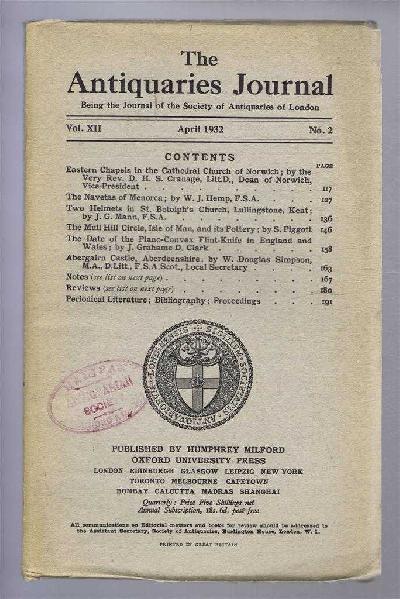 The
Antiquaries Journal
Being the Journal of the Society of Antiquaries of London
Vol. XII April 1932 No. 2
CONTENTS
PAGE
Eastern Chapels in the Cathedral Church of Norwich; by the
Very Rev. D. H. S. Cranage, Litt.D., Dean of Norwich,
Vice-President . . . 117
The Navetas of Menorca; by W. J. Hemp, F.S.A. . . . 127
Two Helmets in St. Botolph's Church, Lullingstone, Kent;
by J. G. Mann, F.S.A. . . . 136
The Mull Hill Circle, Isle of Man, and its Pottery; by S. Piggott 146
The Date of the Plano-Convex Flint-Knife in England and
Wales; by J. Grahame D. Clark . . . 158
Abergairn Castle, Aberdeenshire, by W. Douglas Simpson,
M.A., D.Litt., F.S.A Scot., Local Secretary . . . 163
Notes (see list on next page) . . . 167
Reviews (see list on next page) . . . 180
Periodical Literature; Bibliography; Proceedings . . . 191
PUBLISHED BY HUMPHREY MILFORD
OXFORD UNIVERSITY PRESS
LONDON EDINBURGH GLASGOW LEIPZIG NEW YORK
TORONTO MELBOURNE CAPETOWN
BOMBAY CALCUTTA MADRAS SHANGHAI
Quarterly: Price Five Shillings net
Annual Subscription, 18s. 6d. post free
All communications on Editorial matters and books for review should be addressed to
the Assistant Secretary, Society of Antiquaries, Burlington House, London, W. 1.
PRINTED IN GREAT BRITAIN